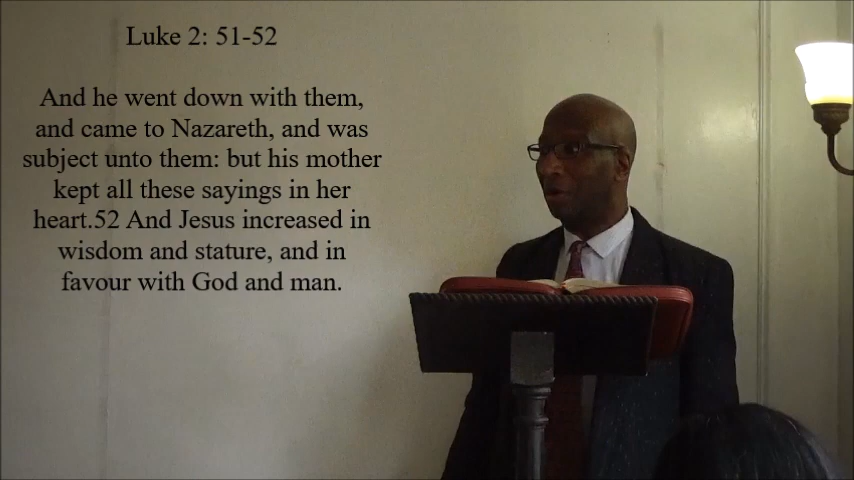 Luke 2: 51-52
And he went down with them,
and came to Nazareth, and was
subject unto them: but his mother
kept all these sayings in her
heart.52 And Jesus increased in
wisdom and stature, and in
favour with God and man.